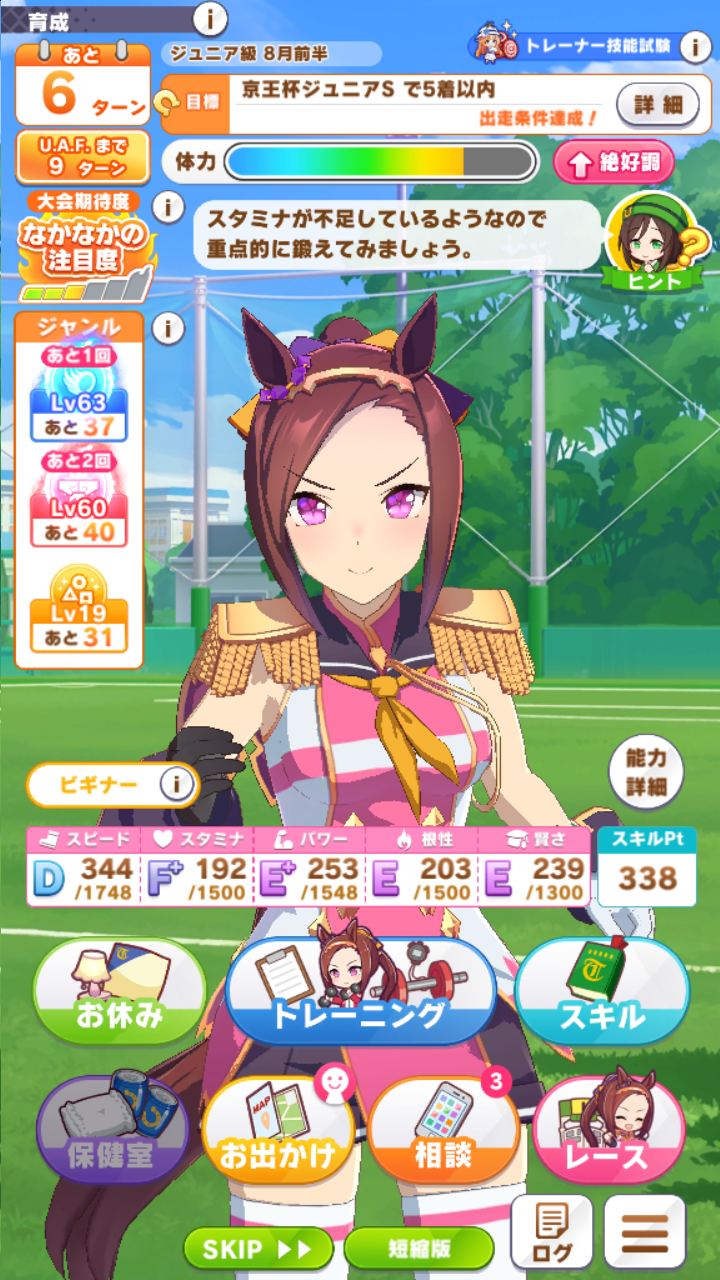 育成
i
あと
6 ターン
ジュニア級 8月前半
トレーナー技能試験
i
目標
京王杯ジュニアS で5着以内
出走条件達成！
詳細
U.A.F. まで
9 ターン
体力
絶好調
大会期待度
i
なかなかの
注目度
スタミナが不足しているようなので
重点的に鍛えてみましょう。
ヒント
ジャンル
i
あと1回
Lv63
あと 37
あと2回
Lv60
あと 40
Lv19
あと 31
ビギナー
i
能力
詳細
スピード スタミナ パワー 根性 賢さ スキルPt
D 344 F+ 192 E+ 253 E 203 E 239 338
/1748 /1500 /1548 /1500 /1300
お休み
トレーニング
スキル
保健室
MAP
お出かけ
3
相談
レース
SKIP
短縮版
ログ